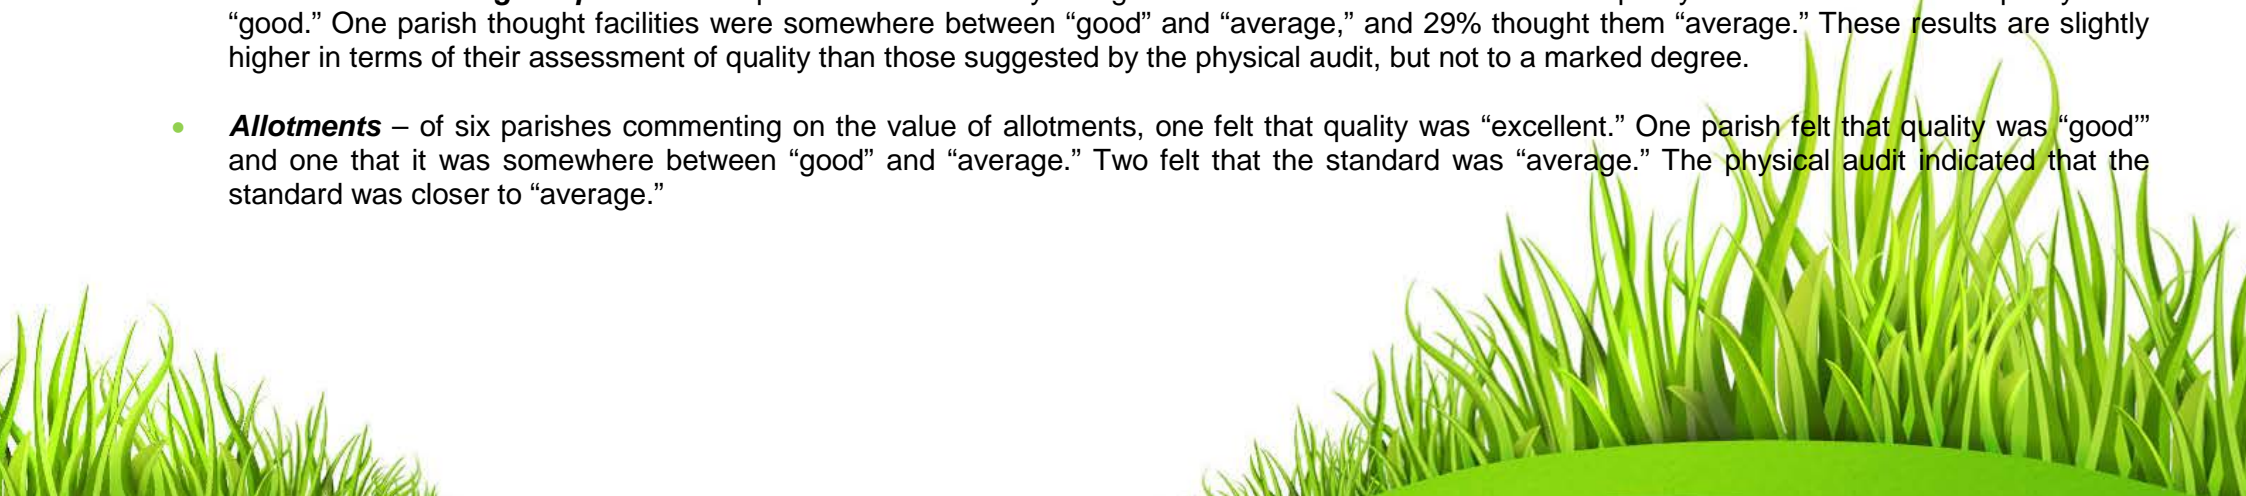 “good.” One parish thought facilities were somewhere between “good” and “average,” and 29% thought them “average.” These results are slightly
higher in terms of their assessment of quality than those suggested by the physical audit, but not to a marked degree.
• Allotments – of six parishes commenting on the value of allotments, one felt that quality was “excellent.” One parish felt that quality was “good’”
and one that it was somewhere between “good” and “average.” Two felt that the standard was “average.” The physical audit indicated that the
standard was closer to “average.”